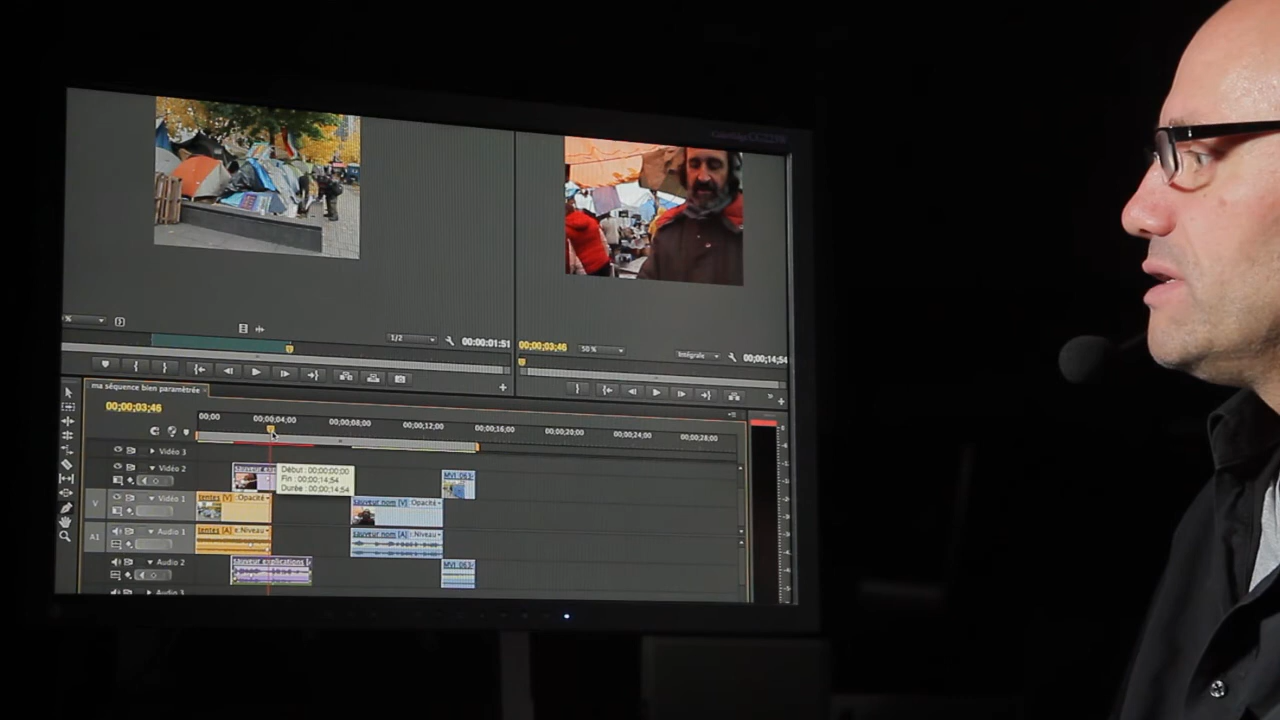 1/2
00:00:01:51
00;00;03;46
50 %
Intégrale
00;00;14;54
ma séquence bien paramétrée
00;00;03;46
00;00
00;00;04;00
00;00;08;00
00;00;12;00
00;00;16;00
00;00;20;00
00;00;24;00
00;00;28;00
Vidéo 3
Vidéo 2
sauveur exp
Début : 00;00;00;00
Fin : 00;00;14;54
Durée : 00;00;14;54
MVI_063
V
Vidéo 1
tentes [V] Opacité
sauveur nom [V] Opacité
A1
Audio 1
tentes [A] e:Niveau
sauveur nom [A] :Niveau
Audio 2
sauveur explications [
MVI_063
Audio 3